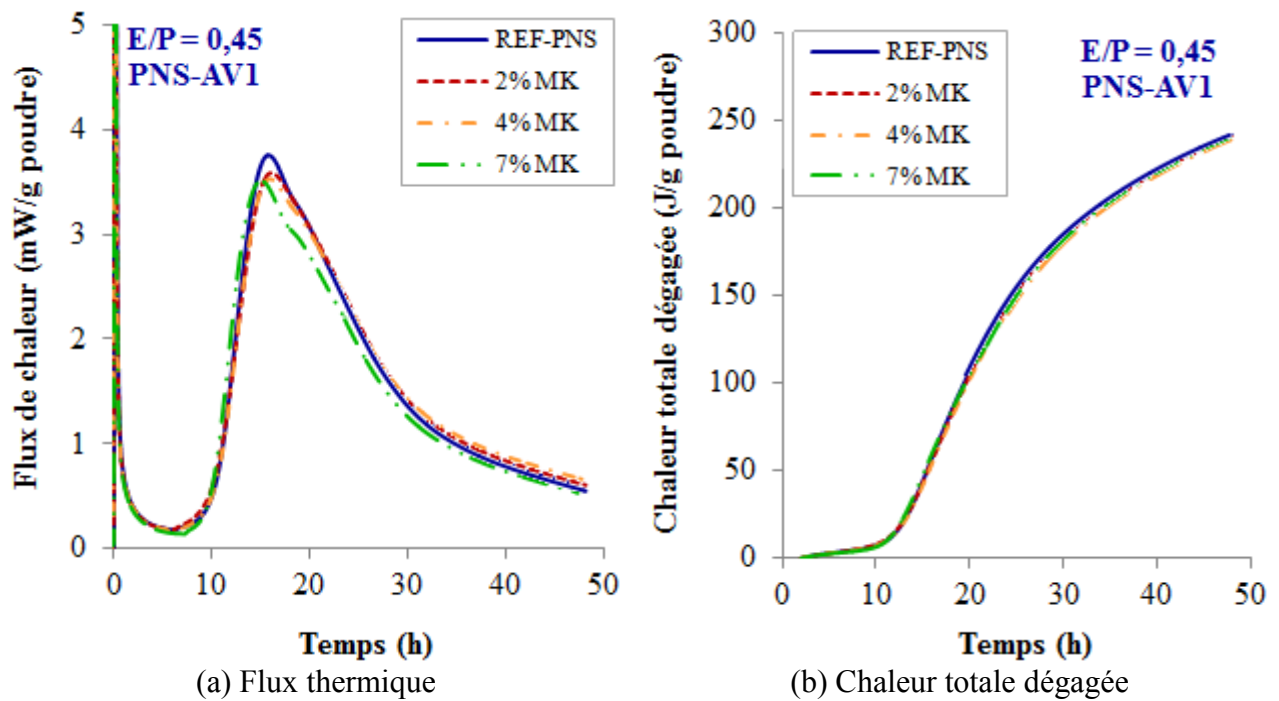 Flux de chaleur (mW/g poudre)
5
4
3
2
1
0
E/P = 0,45
PNS-AV1
REF-PNS
2%MK
4%MK
7%MK
0
10
20
30
40
50
Temps (h)
(a) Flux thermique
Chaleur totale dégagée (J/g poudre)
300
250
200
150
100
50
0
REF-PNS
2%MK
4%MK
7%MK
E/P = 0,45
PNS-AV1
0
10
20
30
40
50
Temps (h)
(b) Chaleur totale dégagée